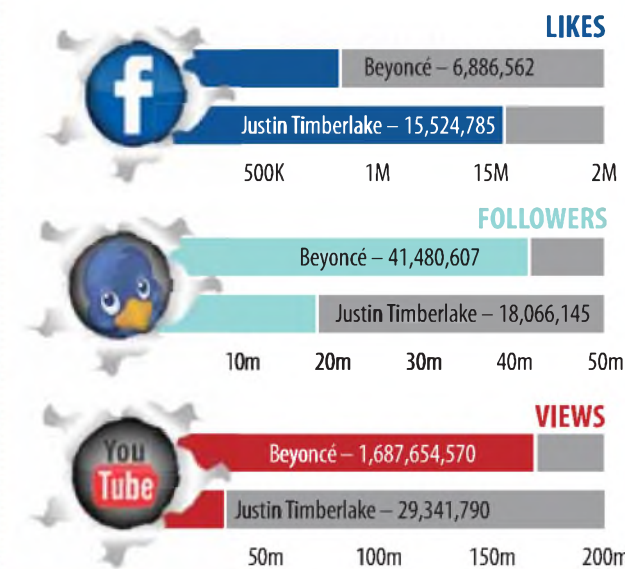 LIKES
f
Beyoncé – 6,886,562
Justin Timberlake – 15,524,785
500K 1M 15M 2M
FOLLOWERS
Beyoncé – 41,480,607
Justin Timberlake – 18,066,145
10m 20m 30m 40m 50m
VIEWS
You
Tube
Beyoncé – 1,687,654,570
Justin Timberlake – 29,341,790
50m 100m 150m 200m